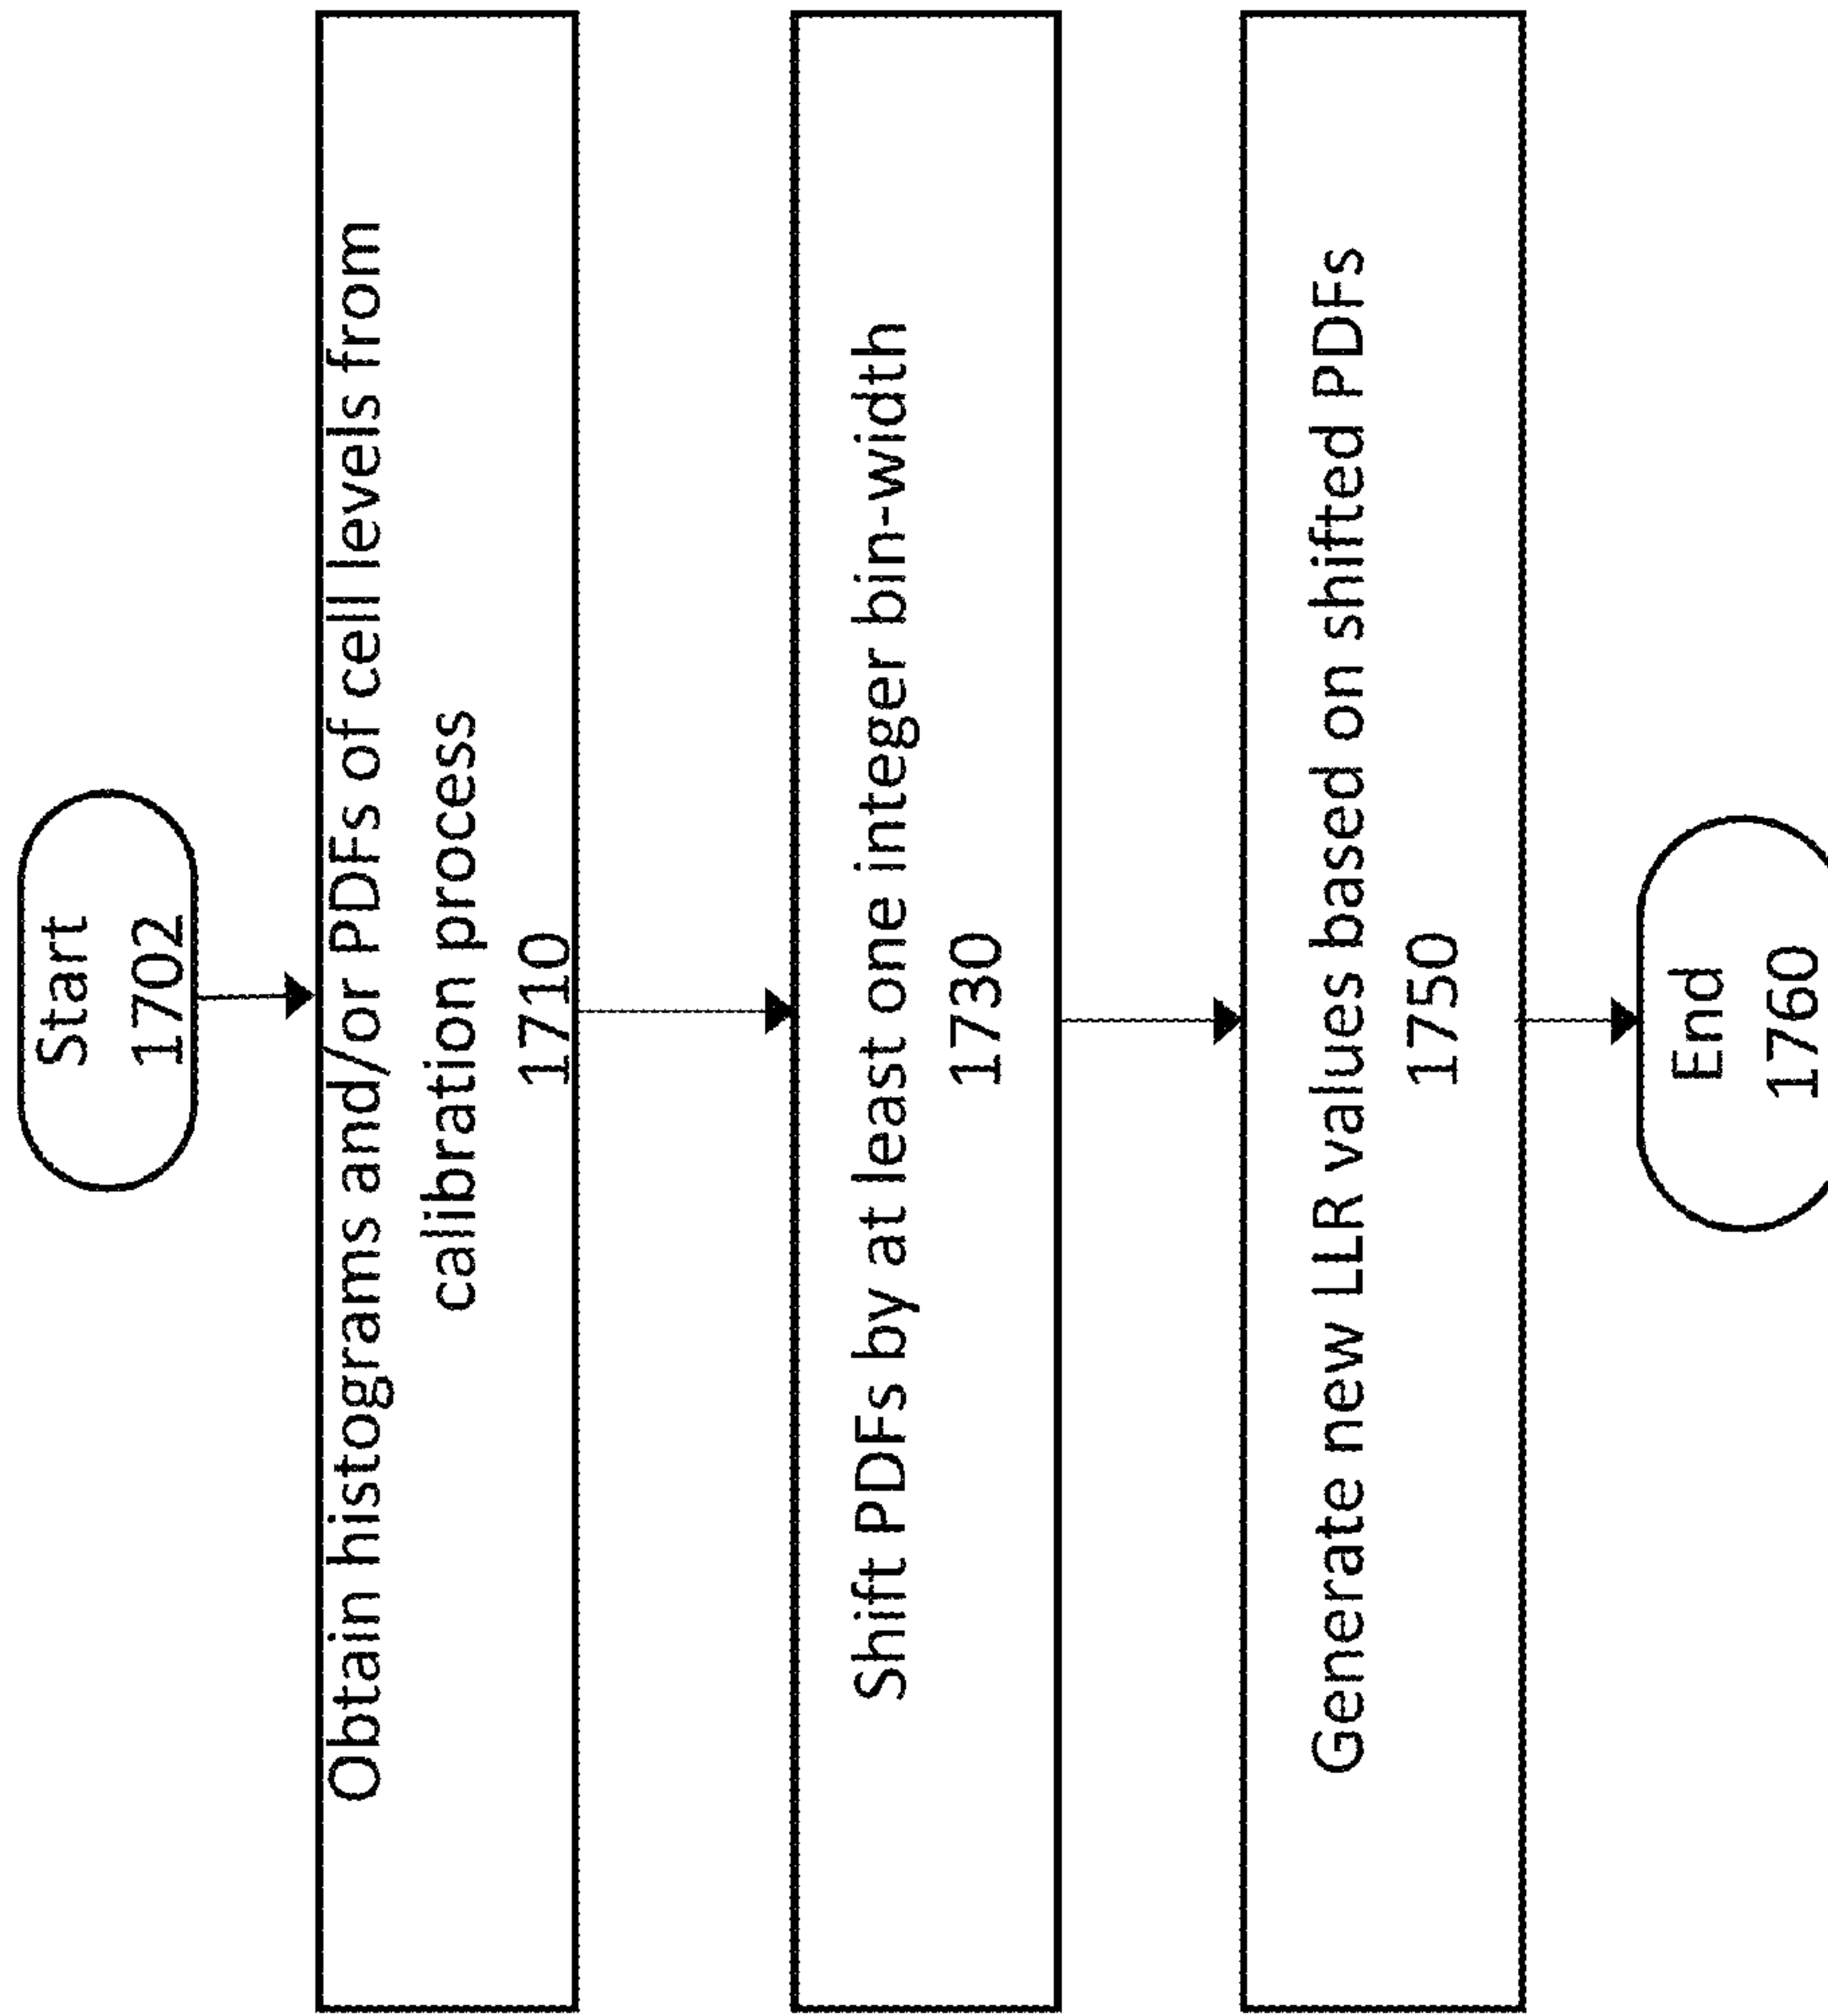 Start
1702
Obtain histograms and/or PDFs of cell levels from
calibration process
1710
Shift PDFs by at least one integer bin-width
1730
Generate new LLR values based on shifted PDFs
1750
End
1760